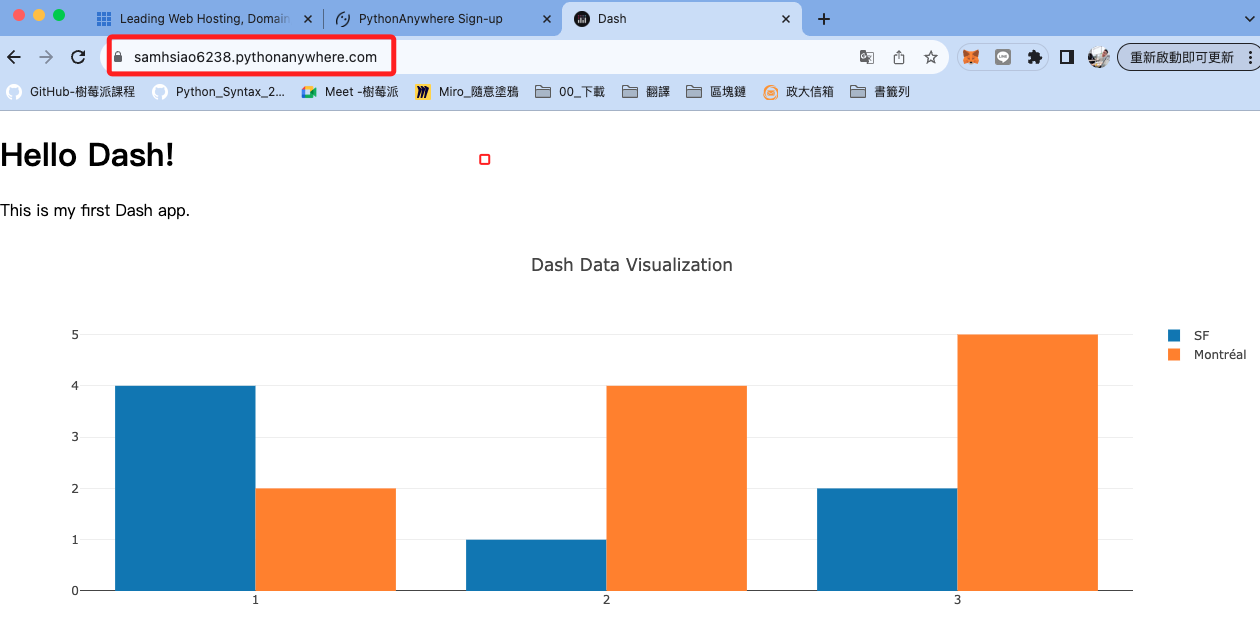 Leading Web Hosting, Domain
PythonAnywhere Sign-up
Dash
samhsiao6238.pythonanywhere.com
重新啟動即可更新
GitHub-樹莓派課程
Python_Syntax_2...
Meet -樹莓派
Miro_隨意塗鴉
00_下載
翻譯
區塊鏈
政大信箱
書籤列
Hello Dash!
This is my first Dash app.
Dash Data Visualization
5
4
3
2
1
0
1
2
3
SF
Montréal